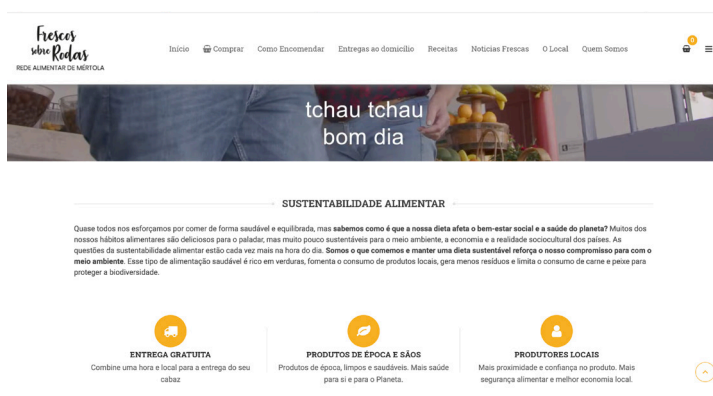 Frescos
sobre Rodas
REDE ALIMENTAR DE MÉRTOLA
Início Comprar Como Encomendar Entregas ao domicílio Receitas Notícias Frescas O Local Quem Somos
0
tchau tchau
bom dia
SUSTENTABILIDADE ALIMENTAR
Quase todos nos esforçamos por comer de forma saudável e equilibrada, mas sabemos como é que a nossa dieta afeta o bem-estar social e a saúde do planeta? Muitos dos
nossos hábitos alimentares são deliciosos para o paladar, mas muito pouco sustentáveis para o meio ambiente, a economia e a realidade sociocultural dos países. As
questões da sustentabilidade alimentar estão cada vez mais na hora do dia. Somos o que comemos e manter uma dieta sustentável reforça o nosso compromisso para com o
meio ambiente. Esse tipo de alimentação saudável é rico em verduras, fomenta o consumo de produtos locais, gera menos resíduos e limita o consumo de carne e peixe para
proteger a biodiversidade.
ENTREGA GRATUITA
Combine uma hora e local para a entrega do seu
cabaz
PRODUTOS DE ÉPOCA E SÃOS
Produtos de época, limpos e saudáveis. Mais saúde
para si e para o Planeta.
PRODUTORES LOCAIS
Mais proximidade e confiança no produto. Mais
segurança alimentar e melhor economia local.